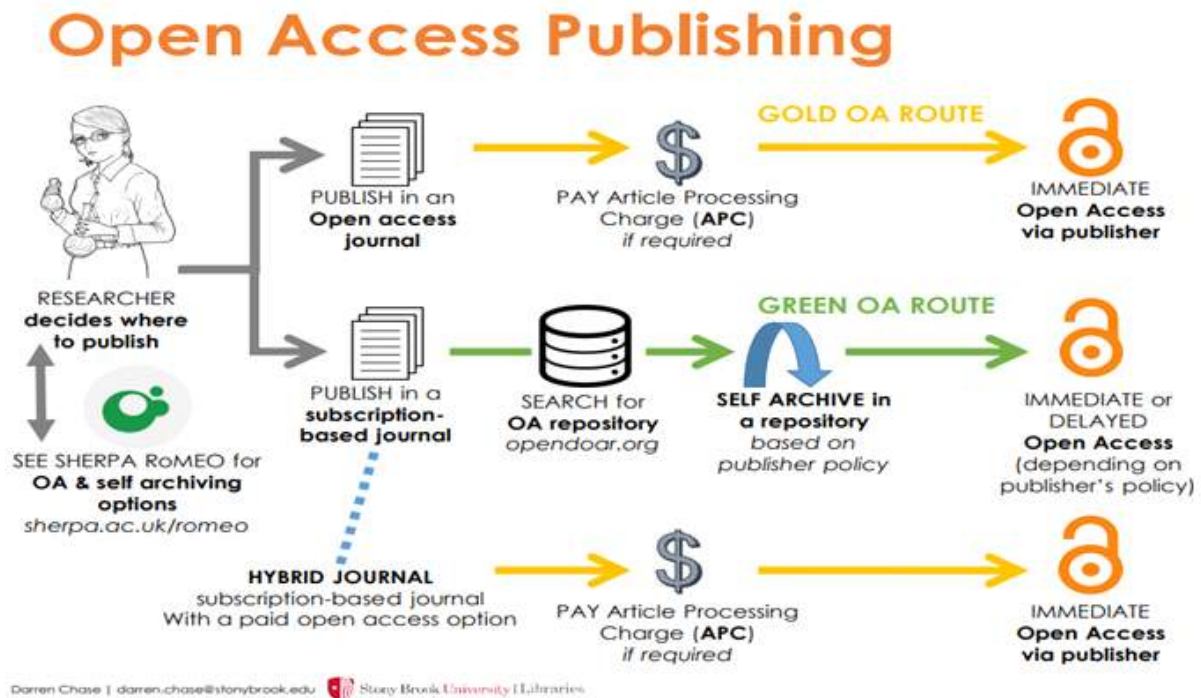 Open Access Publishing
GOLD OA ROUTE
PUBLISH in an
Open access
journal
PAY Article Processing
Charge (APC)
if required
IMMEDIATE
Open Access
via publisher
RESEARCHER
decides where
to publish
GREEN OA ROUTE
PUBLISH in a
subscription-
based journal
SEARCH for
OA repository
opendoar.org
SELF ARCHIVE in
a repository
based on
publisher policy
IMMEDIATE or
DELAYED
Open Access
(depending on
publisher's policy)
SEE SHERPA RoMEO for
OA & self archiving
options
sherpa.ac.uk/romeo
HYBRID JOURNAL
subscription-based journal
With a paid open access option
PAY Article Processing
Charge (APC)
if required
IMMEDIATE
Open Access
via publisher
Darren Chase | darren.chase@stonybrook.edu Stony Brook University | Libraries